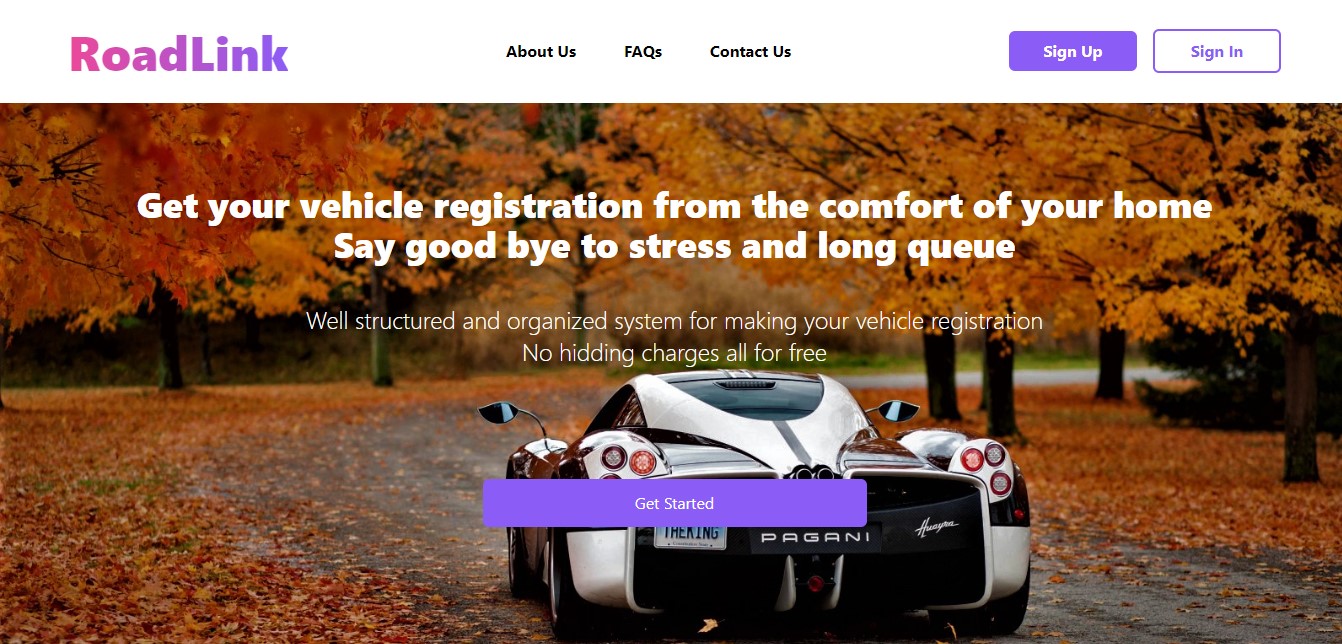 RoadLink
About Us
FAQs
Contact Us
Sign Up
Sign In
Get your vehicle registration from the comfort of your home
Say good bye to stress and long queue
Well structured and organized system for making your vehicle registration
No hidding charges all for free
Get Started
THEKING
PAGANI
Huayra